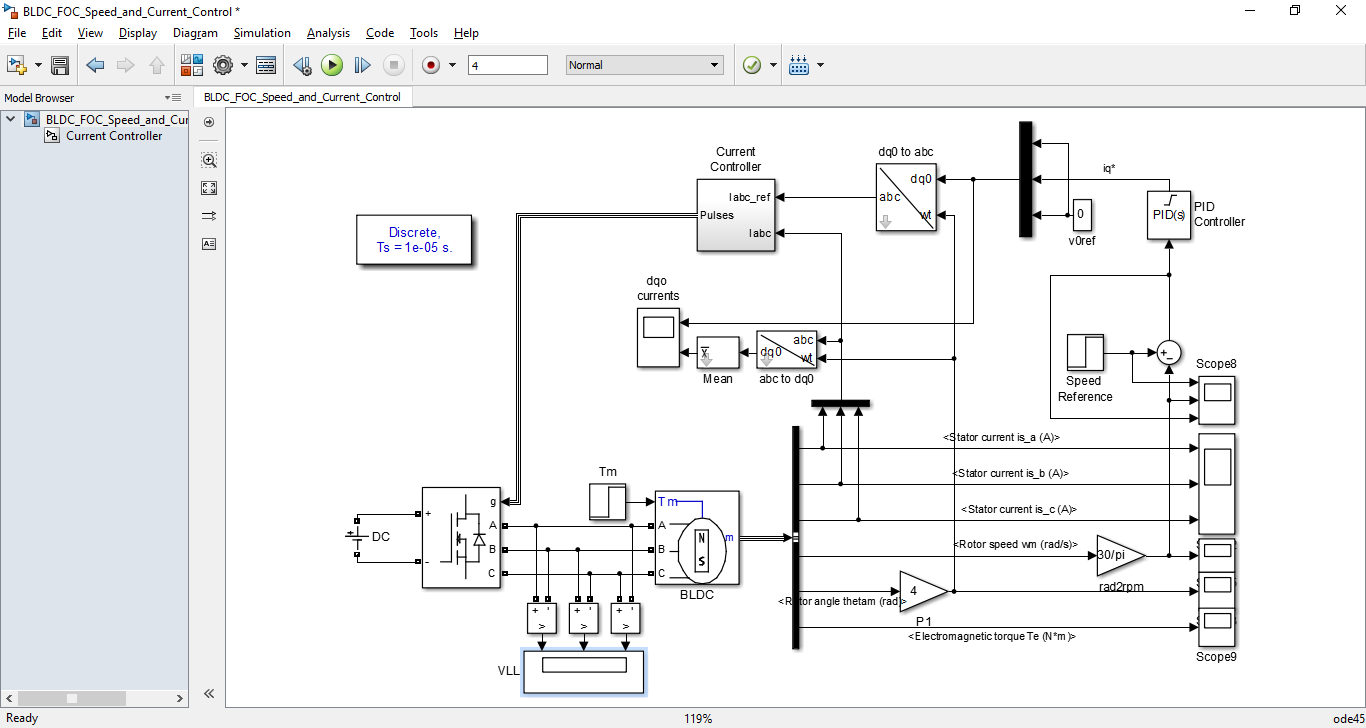 BLDC_FOC_Speed_and_Current_Control *
File Edit View Display Diagram Simulation Analysis Code Tools Help
4 Normal
Model Browser
BLDC_FOC_Speed_and_Current_Control
BLDC_FOC_Speed_and_Cur
Current Controller
Discrete,
Ts = 1e-05 s.
Current
Controller
Iabc_ref
Pulses
Iabc
dq0 to abc
dq0
abc
wt
iq*
0
v0ref
PID(s)
PID
Controller
dqo
currents
x
Mean
abc
dq0
wt
abc to dq0
Speed
Reference
+
-
Scope8
<Stator current is_a (A)>
<Stator current is_b (A)>
<Stator current is_c (A)>
<Rotor speed wm (rad/s)>
30/pi
rad2rpm
4
P1
<Electromagnetic torque Te (N*m)>
Scope9
Tm
Tm
A
B
C
N
S
m
BLDC
DC
+
+
-
g
A
B
C
+ -
v
+ -
v
+ -
v
VLL
Ready
119%
ode45